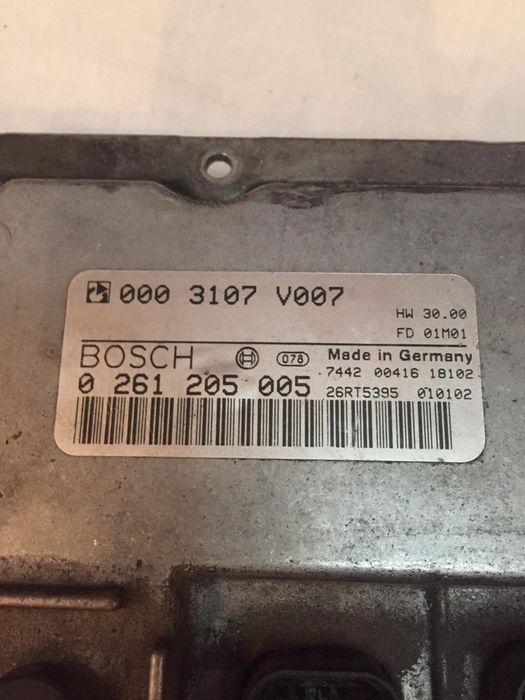 000 3107 V007
HW 30.00
FD 01M01
BOSCH 078 Made in Germany
7442 00416 18102
0 261 205 005 26RT5395 010102